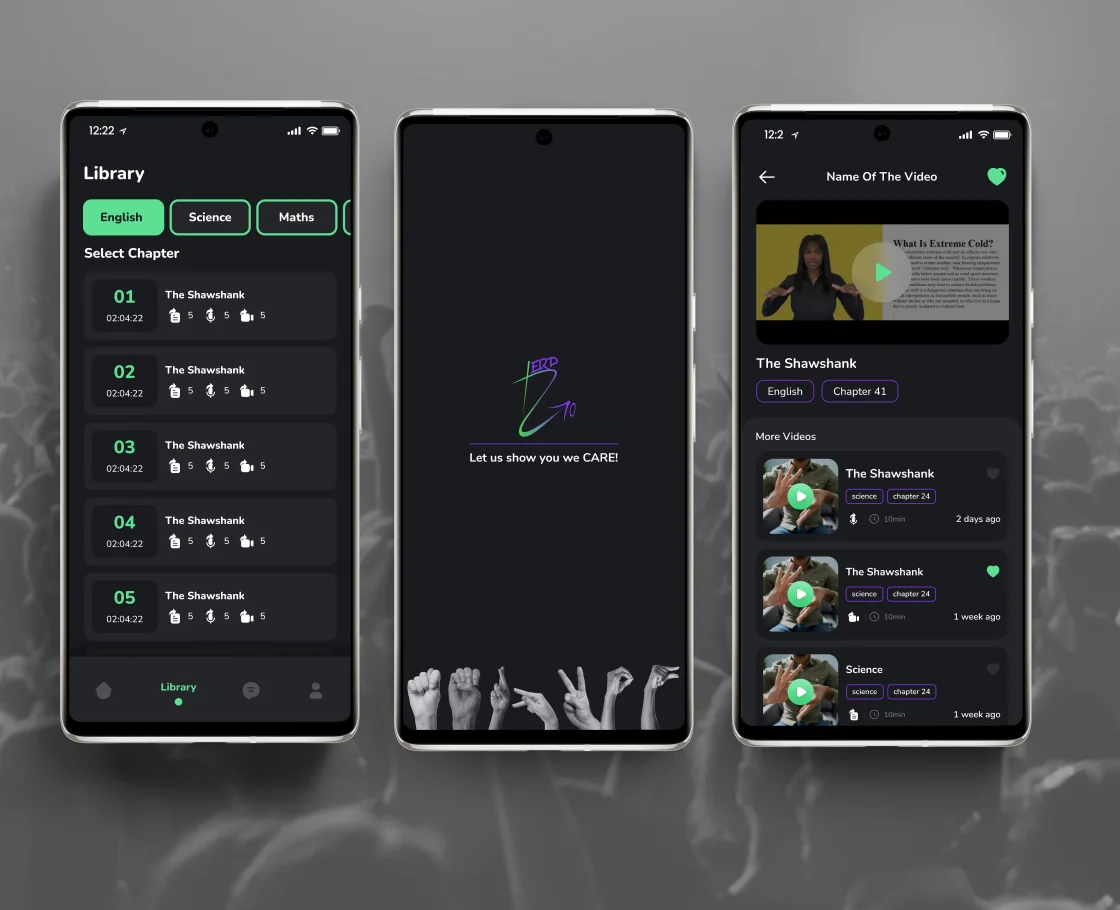 12:22
Library
English
Science
Maths
Select Chapter
01
02:04:22
The Shawshank
5 5 5
02
02:04:22
The Shawshank
5 5 5
03
02:04:22
The Shawshank
5 5 5
04
02:04:22
The Shawshank
5 5 5
05
02:04:22
The Shawshank
5 5 5
Library
Let us show you we CARE!
12:2
Name Of The Video
What Is Extreme Cold?
The Shawshank
English
Chapter 41
More Videos
The Shawshank
science
chapter 24
10min
2 days ago
The Shawshank
science
chapter 24
10min
1 week ago
Science
science
chapter 24
10min
1 week ago